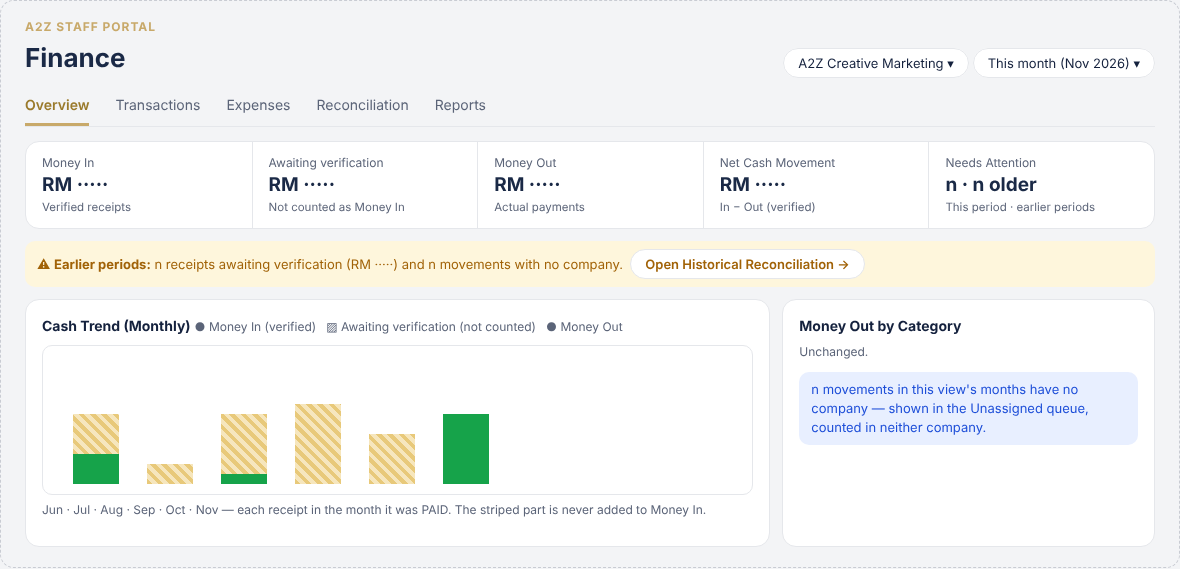 A2Z STAFF PORTAL
Finance
A2Z Creative Marketing ▾
This month (Nov 2026) ▾
Overview
Transactions
Expenses
Reconciliation
Reports
Money In
RM ·····
Verified receipts
Awaiting verification
RM ·····
Not counted as Money In
Money Out
RM ·····
Actual payments
Net Cash Movement
RM ·····
In − Out (verified)
Needs Attention
n · n older
This period · earlier periods
⚠ Earlier periods: n receipts awaiting verification (RM ·····) and n movements with no company.
Open Historical Reconciliation →
Cash Trend (Monthly) ● Money In (verified) ▨ Awaiting verification (not counted) ● Money Out
Jun · Jul · Aug · Sep · Oct · Nov — each receipt in the month it was PAID. The striped part is never added to Money In.
Money Out by Category
Unchanged.
n movements in this view's months have no
company — shown in the Unassigned queue,
counted in neither company.